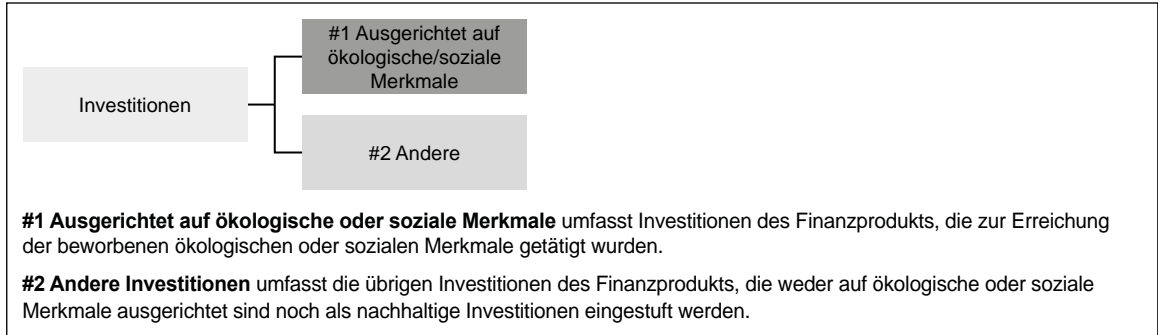 #1 Ausgerichtet auf
ökologische/soziale
Merkmale
Investitionen
#2 Andere
#1 Ausgerichtet auf ökologische oder soziale Merkmale umfasst Investitionen des Finanzprodukts, die zur Erreichung
der beworbenen ökologischen oder sozialen Merkmale getätigt wurden.
#2 Andere Investitionen umfasst die übrigen Investitionen des Finanzprodukts, die weder auf ökologische oder soziale
Merkmale ausgerichtet sind noch als nachhaltige Investitionen eingestuft werden.